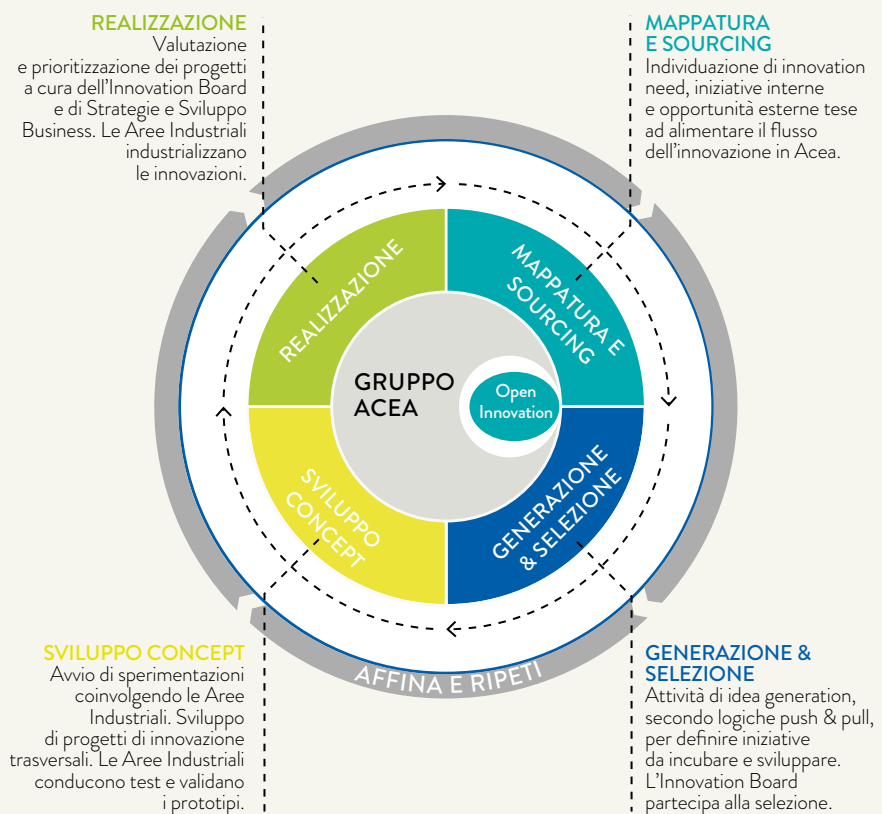 REALIZZAZIONE
Valutazione
e prioritizzazione dei progetti
a cura dell'Innovation Board
e di Strategie e Sviluppo
Business. Le Aree Industriali
industrializzano
le innovazioni.
MAPPATURA
E SOURCING
Individuazione di innovation
need, iniziative interne
e opportunità esterne tese
ad alimentare il flusso
dell'innovazione in Acea.
REALIZZAZIONE
MAPPATURA E
SOURCING
GRUPPO
ACEA
Open
Innovation
SVILUPPO
CONCEPT
GENERAZIONE
& SELEZIONE
AFFINA E RIPETI
SVILUPPO CONCEPT
Avvio di sperimentazioni
coinvolgendo le Aree
Industriali. Sviluppo
di progetti di innovazione
trasversali. Le Aree Industriali
conducono test e validano
i prototipi.
GENERAZIONE &
SELEZIONE
Attività di idea generation,
secondo logiche push & pull,
per definire iniziative
da incubare e sviluppare.
L'Innovation Board
partecipa alla selezione.